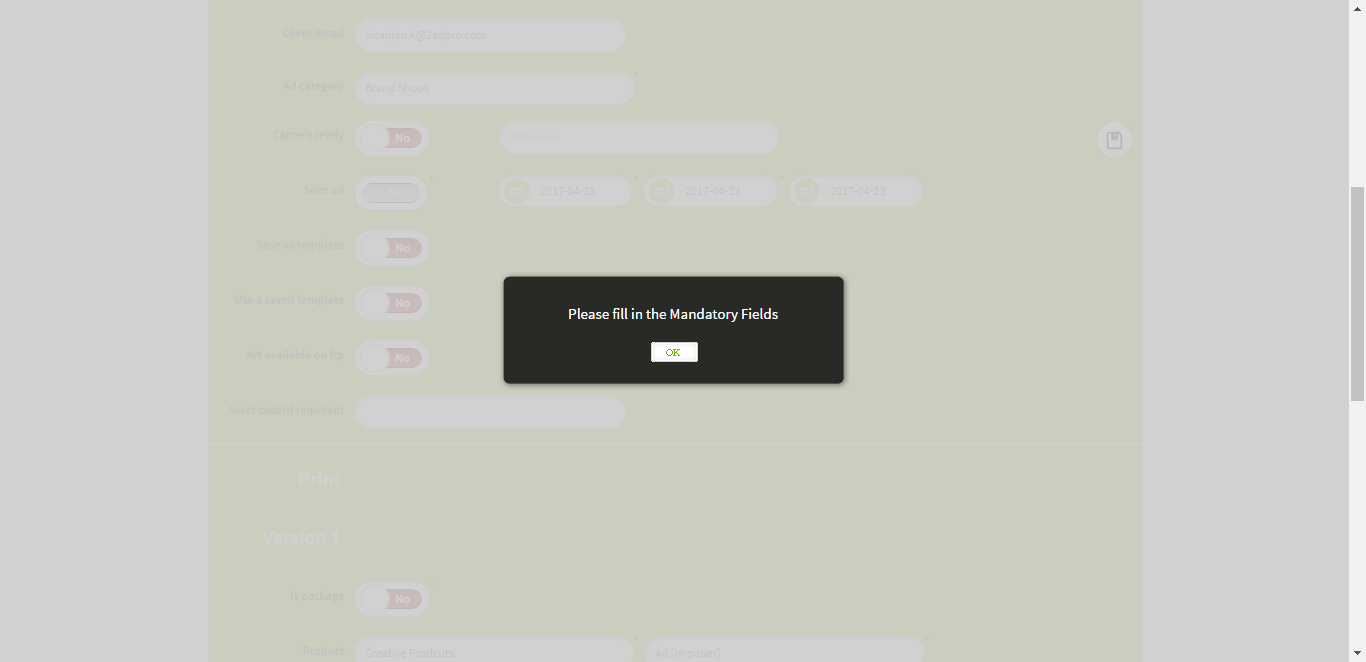 Client email
niranjan.k@2adpro.com
Ad category
Brand Shops
Camera ready
No
Pickup Ad
Spec ad
2017-04-23
2017-04-23
2017-04-23
Save as template
No
Use a saved template
No
Art available on ftp
No
Asset code(if required)
Please fill in the Mandatory Fields
OK
Print
Version 1
Is package
No
Product
Creative Prodcuts
Ad [in-paper]